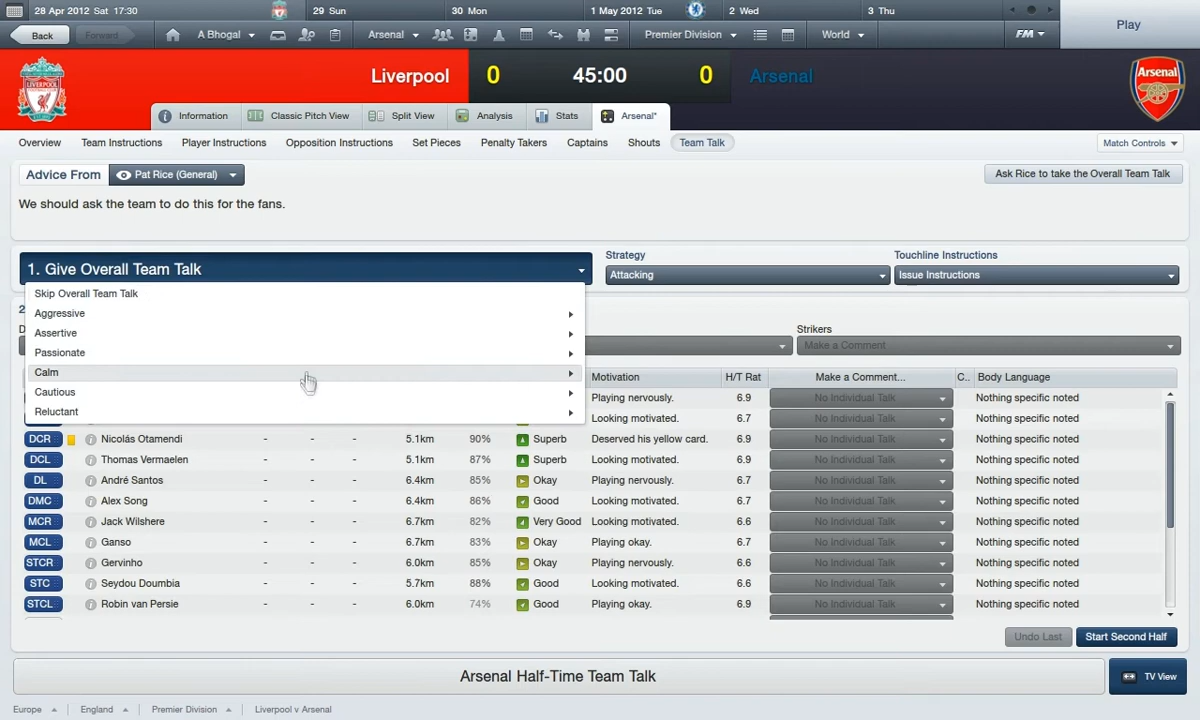 28 Apr 2012 Sat 17:30 29 Sun 30 Mon 1 May 2012 Tue 2 Wed 3 Thu
Back Forward A Bhogal Arsenal Premier Division World FM Play
Liverpool 0 45:00 0 Arsenal
Information Classic Pitch View Split View Analysis Stats Arsenal*
Overview Team Instructions Player Instructions Opposition Instructions Set Pieces Penalty Takers Captains Shouts Team Talk Match Controls
Advice From Pat Rice (General) Ask Rice to take the Overall Team Talk
We should ask the team to do this for the fans.
1. Give Overall Team Talk
Strategy Touchline Instructions
Attacking Issue Instructions
Skip Overall Team Talk
Aggressive
Assertive
Passionate
Calm
Cautious
Reluctant
2
D
Strikers
Make a Comment
Motivation H/T Rat Make a Comment... C.. Body Language
Playing nervously. 6.9 No Individual Talk Nothing specific noted
Looking motivated. 6.7 No Individual Talk Nothing specific noted
DCR Nicolás Otamendi - - - 5.1km 90% Superb Deserved his yellow card. 6.9 No Individual Talk Nothing specific noted
DCL Thomas Vermaelen - - - 5.1km 87% Superb Looking motivated. 6.9 No Individual Talk Nothing specific noted
DL André Santos - - - 6.4km 85% Okay Playing nervously. 6.7 No Individual Talk Nothing specific noted
DMC Alex Song - - - 6.4km 86% Good Looking motivated. 6.7 No Individual Talk Nothing specific noted
MCR Jack Wilshere - - - 6.7km 82% Very Good Looking motivated. 6.6 No Individual Talk Nothing specific noted
MCL Ganso - - - 6.7km 83% Okay Playing okay. 6.7 No Individual Talk Nothing specific noted
STCR Gervinho - - - 6.0km 85% Okay Playing nervously. 6.6 No Individual Talk Nothing specific noted
STC Seydou Doumbia - - - 5.7km 88% Good Looking motivated. 6.6 No Individual Talk Nothing specific noted
STCL Robin van Persie - - - 6.0km 74% Good Playing okay. 6.9 No Individual Talk Nothing specific noted
Undo Last Start Second Half
Arsenal Half-Time Team Talk TV View
Europe England Premier Division Liverpool v Arsenal